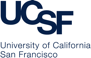 UCSF
University of California
San Francisco